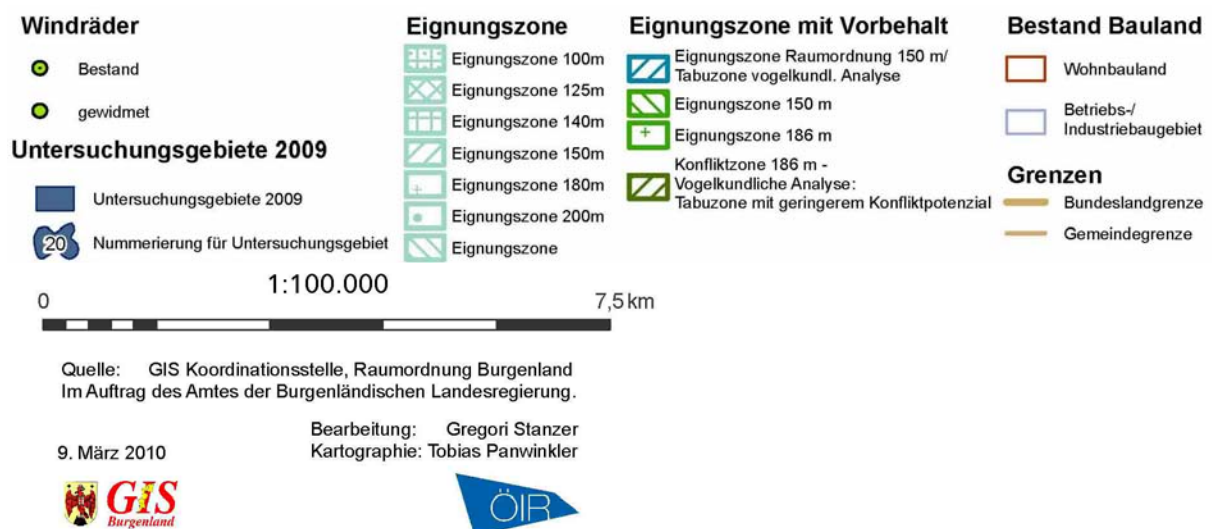 Windräder
Bestand
gewidmet
Untersuchungsgebiete 2009
Untersuchungsgebiete 2009
20
Nummerierung für Untersuchungsgebiet
Eignungszone
Eignungszone 100m
Eignungszone 125m
Eignungszone 140m
Eignungszone 150m
Eignungszone 180m
Eignungszone 200m
Eignungszone
Eignungszone mit Vorbehalt
Eignungszone Raumordnung 150 m/
Tabuzone vogelkundl. Analyse
Eignungszone 150 m
Eignungszone 186 m
Konfliktzone 186 m -
Vogelkundliche Analyse:
Tabuzone mit geringerem Konfliktpotenzial
Bestand Bauland
Wohnbauland
Betriebs-/
Industriebaugebiet
Grenzen
Bundeslandgrenze
Gemeindegrenze
1:100.000
0 7,5 km
Quelle: GIS Koordinationsstelle, Raumordnung Burgenland
Im Auftrag des Amtes der Burgenländischen Landesregierung.
Bearbeitung: Gregori Stanzer
9. März 2010 Kartographie: Tobias Panwinkler
GIS
Burgenland
ÖIR